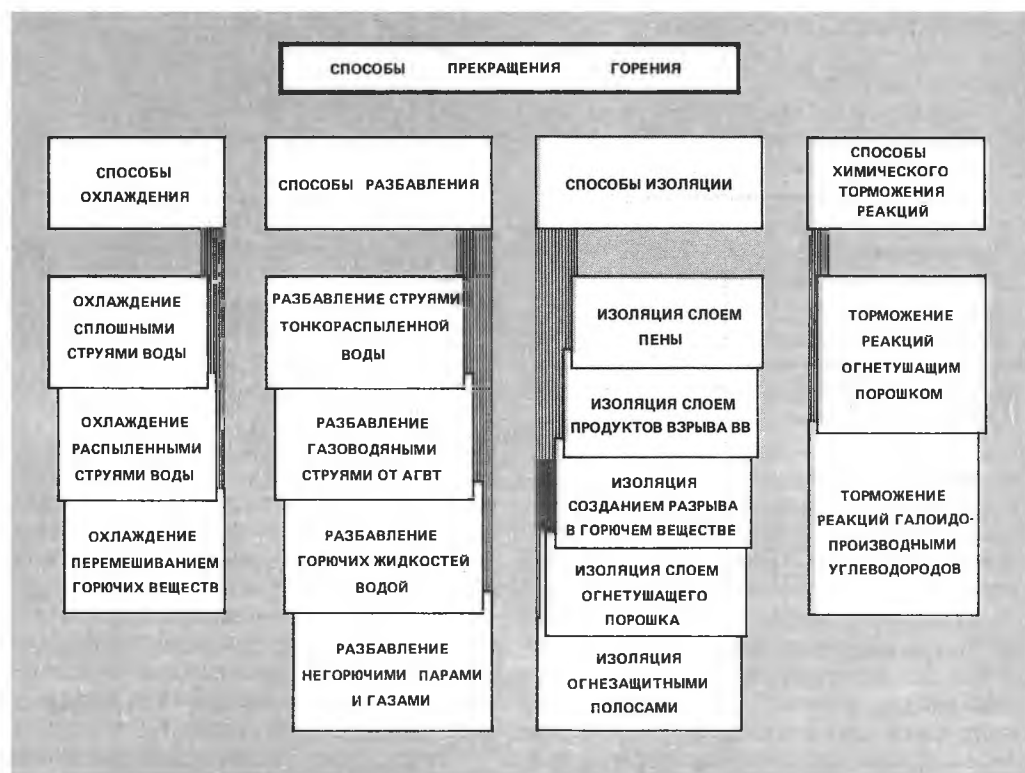 СПОСОБЫ ПРЕКРАЩЕНИЯ ГОРЕНИЯ
СПОСОБЫ
ОХЛАЖДЕНИЯ
ОХЛАЖДЕНИЕ
СПЛОШНЫМИ
СТРУЯМИ ВОДЫ
ОХЛАЖДЕНИЕ
РАСПЫЛЕННЫМИ
СТРУЯМИ ВОДЫ
ОХЛАЖДЕНИЕ
ПЕРЕМЕШИВАНИЕМ
ГОРЮЧИХ ВЕЩЕСТВ
СПОСОБЫ РАЗБАВЛЕНИЯ
РАЗБАВЛЕНИЕ СТРУЯМИ
ТОНКОРАСПЫЛЕННОЙ
ВОДЫ
РАЗБАВЛЕНИЕ
ГАЗОВОДЯНЫМИ
СТРУЯМИ ОТ АГВТ
РАЗБАВЛЕНИЕ
ГОРЮЧИХ ЖИДКОСТЕЙ
ВОДОЙ
РАЗБАВЛЕНИЕ
НЕГОРЮЧИМИ ПАРАМИ
И ГАЗАМИ
СПОСОБЫ ИЗОЛЯЦИИ
ИЗОЛЯЦИЯ СЛОЕМ
ПЕНЫ
ИЗОЛЯЦИЯ СЛОЕМ
ПРОДУКТОВ ВЗРЫВА ВВ
ИЗОЛЯЦИЯ
СОЗДАНИЕМ РАЗРЫВА
В ГОРЮЧЕМ ВЕЩЕСТВЕ
ИЗОЛЯЦИЯ СЛОЕМ
ОГНЕТУШАЩЕГО
ПОРОШКА
ИЗОЛЯЦИЯ
ОГНЕЗАЩИТНЫМИ
ПОЛОСАМИ
СПОСОБЫ
ХИМИЧЕСКОГО
ТОРМОЖЕНИЯ
РЕАКЦИЙ
ТОРМОЖЕНИЕ
РЕАКЦИЙ
ОГНЕТУШАЩИМ
ПОРОШКОМ
ТОРМОЖЕНИЕ
РЕАКЦИЙ ГАЛОИДО-
ПРОИЗВОДНЫМИ
УГЛЕВОДОРОДОВ